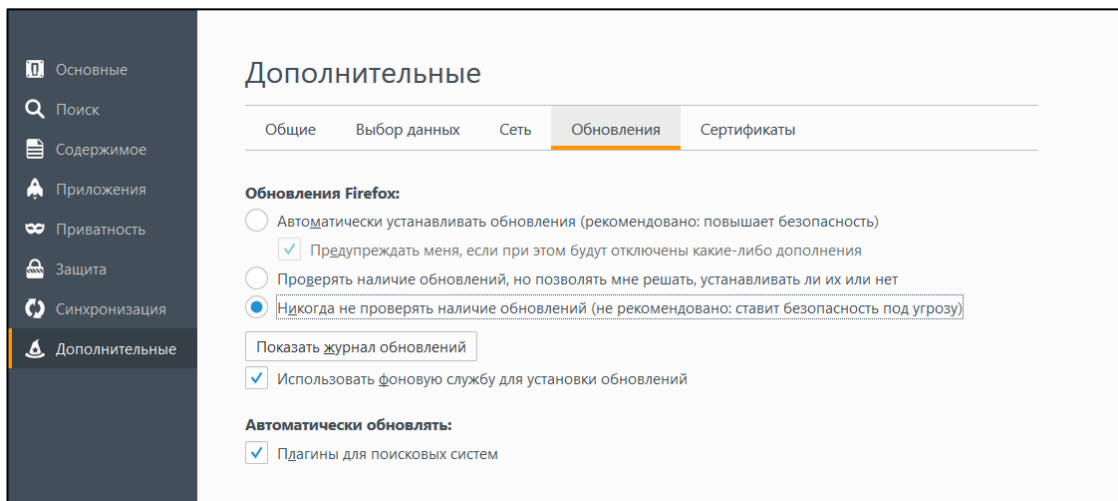 Основные
Поиск
Содержимое
Приложения
Приватность
Защита
Синхронизация
Дополнительные
Дополнительные
Общие Выбор данных Сеть Обновления Сертификаты
Обновления Firefox:
Автоматически устанавливать обновления (рекомендовано: повышает безопасность)
Предупреждать меня, если при этом будут отключены какие-либо дополнения
Проверять наличие обновлений, но позволять мне решать, устанавливать ли их или нет
Никогда не проверять наличие обновлений (не рекомендовано: ставит безопасность под угрозу)
Показать журнал обновлений
Использовать фоновую службу для установки обновлений
Автоматически обновлять:
Плагины для поисковых систем